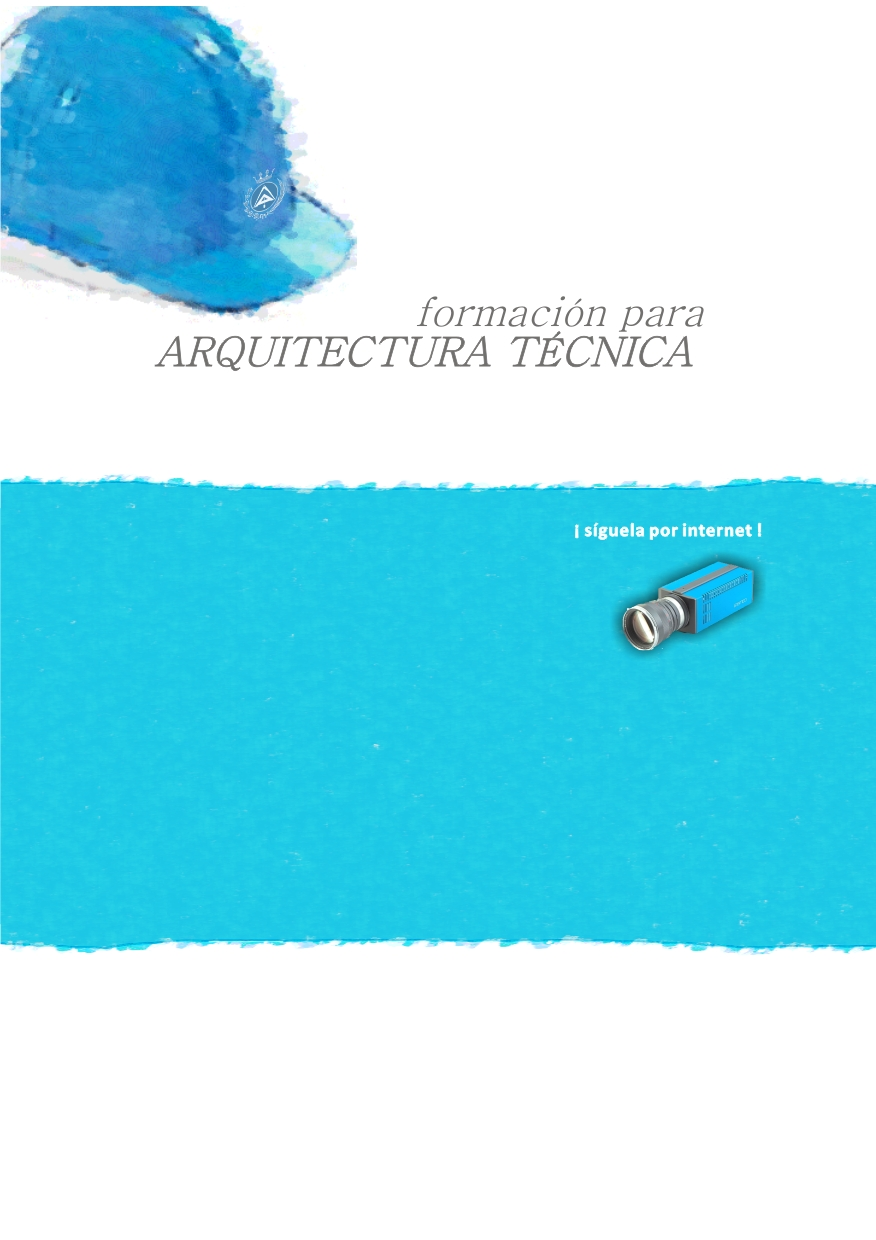 formación para
ARQUITECTURA TÉCNICA
¡ síguela por internet !